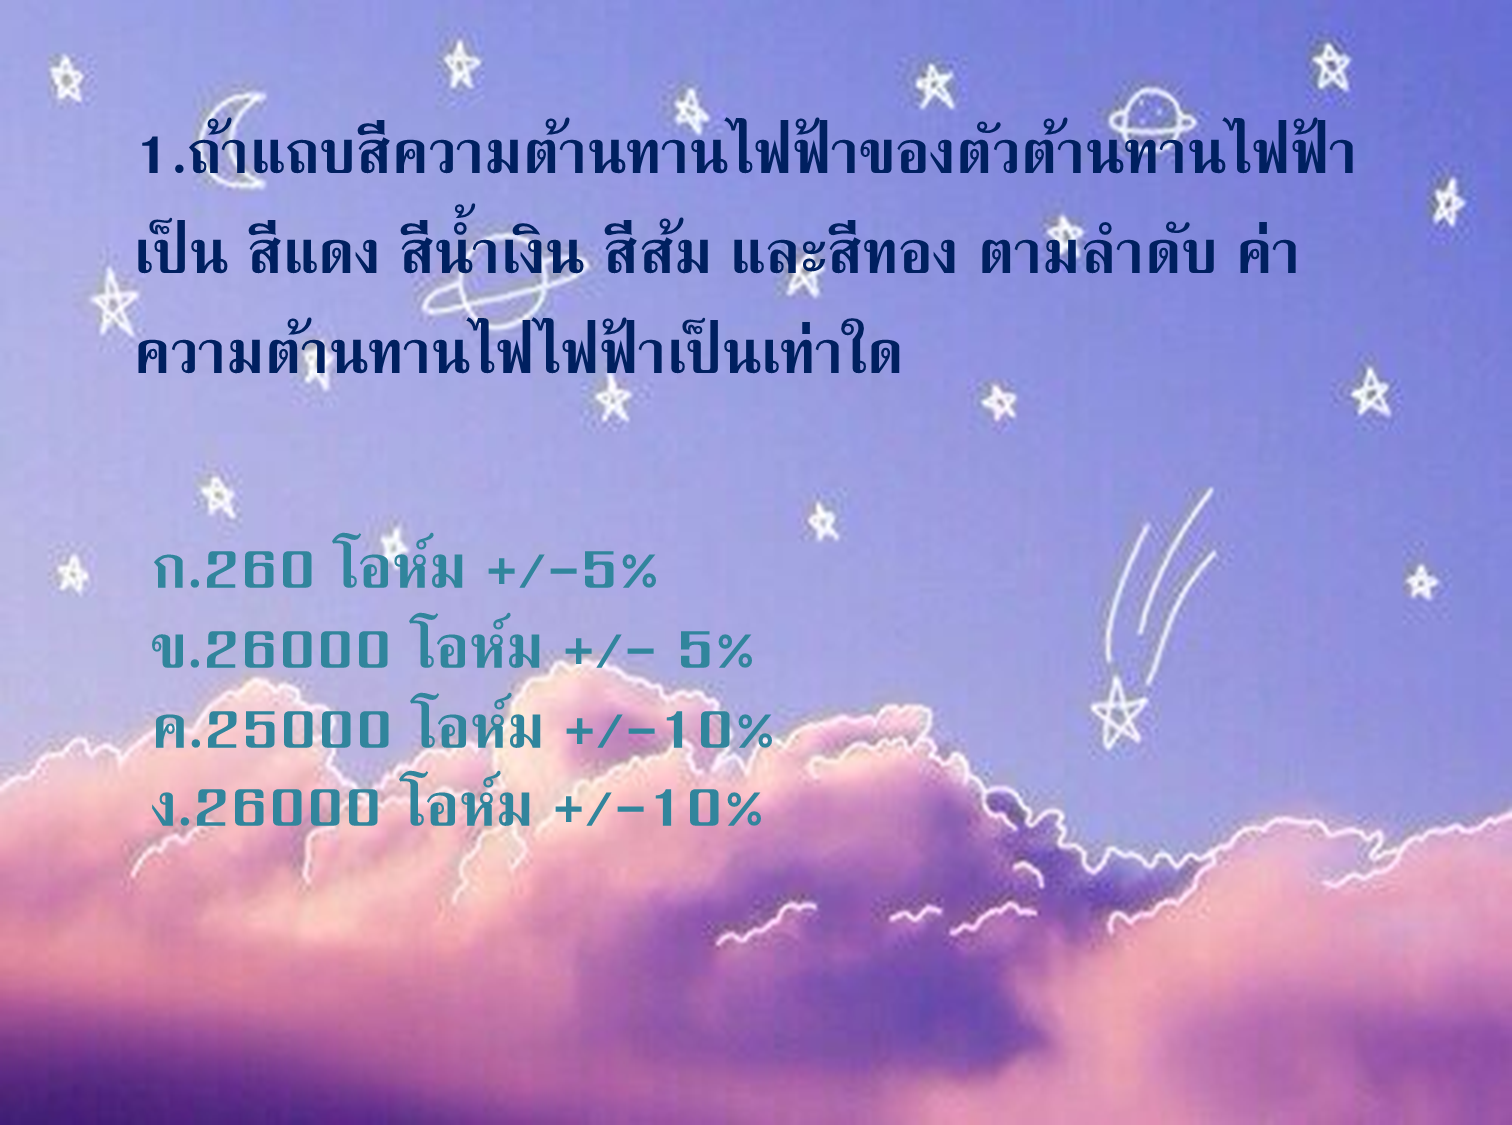 1.ถ้าแถบสีความต้านทานไฟฟ้าของตัวต้านทานไฟฟ้า
เป็น สีแดง สีน้ำเงิน สีส้ม และสีทอง ตามลำดับ ค่า
ความต้านทานไฟไฟฟ้าเป็นเท่าใด
ก.260 โอห์ม +/-5%
ข.26000 โอห์ม +/- 5%
ค.25000 โอห์ม +/-10%
ง.26000 โอห์ม +/-10%